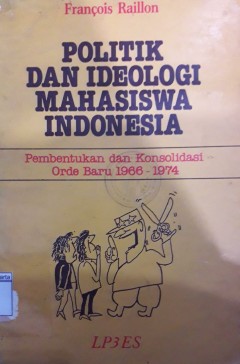 François Raillon
POLITIK
DAN IDEOLOGI
MAHASISWA
INDONESIA
Pembentukan dan Konsolidasi
Orde Baru 1966-1974
LP3ES